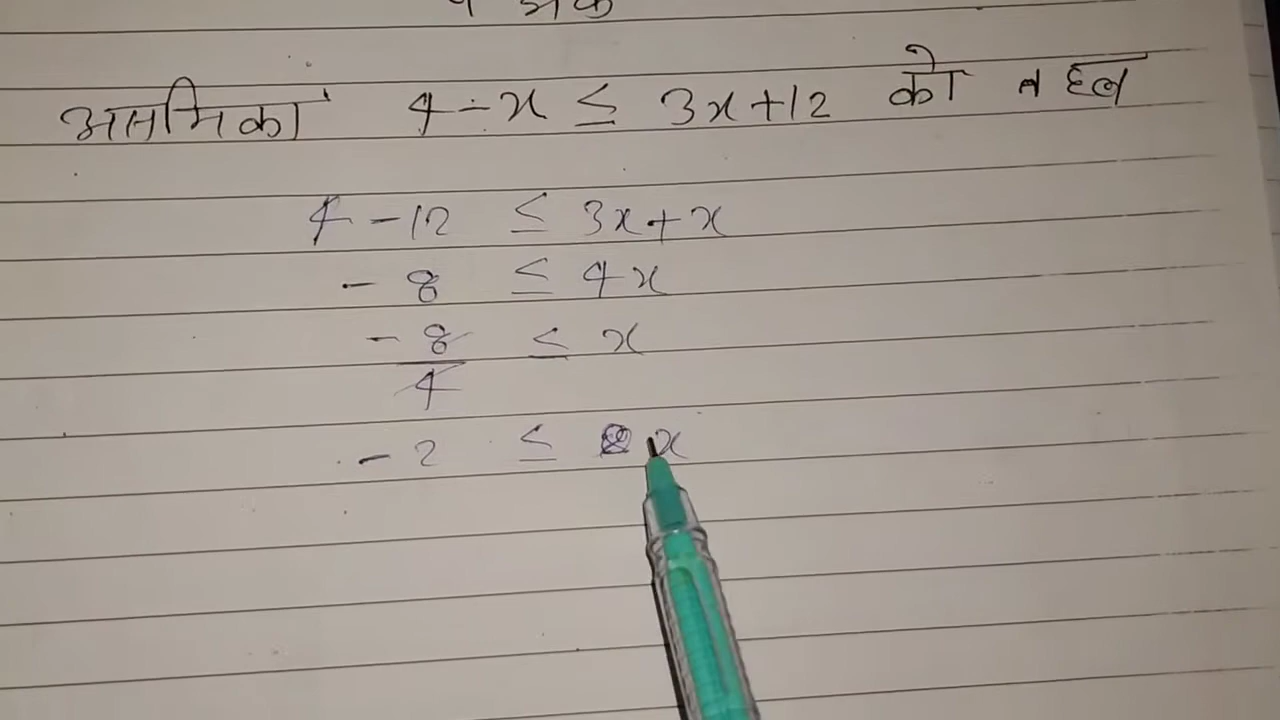 असमिका 4 - x ≤ 3x+12 को हल
4 - 12 ≤ 3x + x
- 8 ≤ 4x
- 8/4 ≤ x
- 2 ≤ x